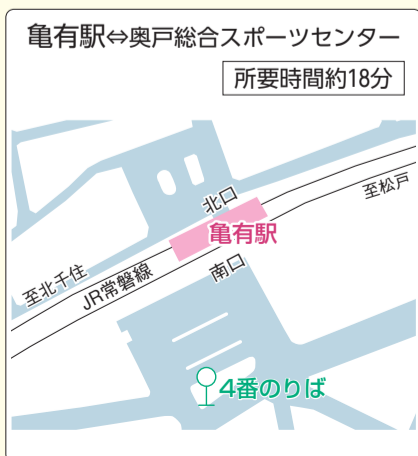 亀有駅⇔奥戸総合スポーツセンター
所要時間約18分
北口
至松戸
亀有駅
南口
至北千住
JR常磐線
4番のりば